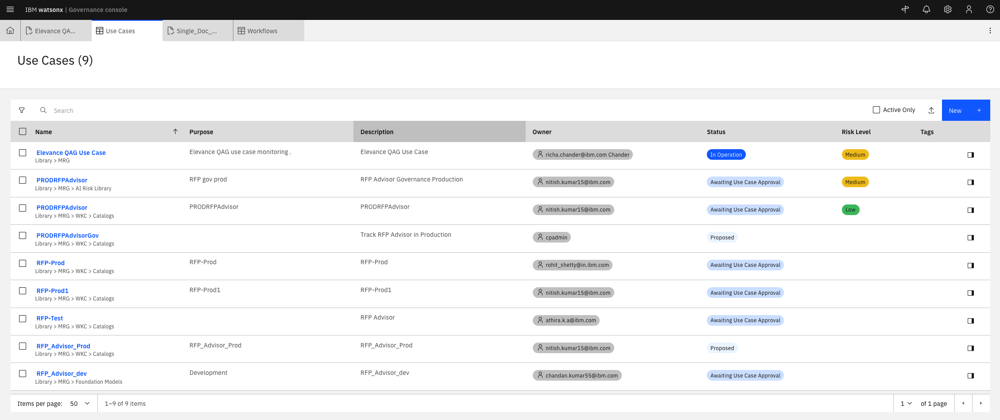 IBM watsonx | Governance console
Elevance QA... Use Cases Single_Doc_... Workflows
Use Cases (9)
Search Active Only New +
Name Purpose Description Owner Status Risk Level Tags
Elevance QAG Use Case Elevance QAG use case monitoring . Elevance QAG Use Case richa.chander@ibm.com Chander In Operation Medium
Library > MRG
PRODRFPAdvisor RFP gov prod RFP Advisor Governance Production nitish.kumar15@ibm.com Awaiting Use Case Approval Medium
Library > MRG > AI Risk Library
PRODRFPAdvisor PRODRFPAdvisor PRODRFPAdvisor nitish.kumar15@ibm.com Awaiting Use Case Approval Low
Library > MRG > WKC > Catalogs
PRODRFPAdvisorGov Track RFP Advisor in Production cpadmin Proposed
Library > MRG > WKC > Catalogs
RFP-Prod RFP-Prod RFP-Prod rohit_shetty@in.ibm.com Awaiting Use Case Approval
Library > MRG > WKC > Catalogs
RFP-Prod1 RFP-Prod1 RFP-Prod1 nitish.kumar15@ibm.com Awaiting Use Case Approval
Library > MRG > WKC > Catalogs
RFP-Test RFP Advisor athira.k.a@ibm.com Awaiting Use Case Approval
Library > MRG > WKC > Catalogs
RFP_Advisor_Prod RFP_Advisor_Prod RFP_Advisor_Prod nitish.kumar15@ibm.com Proposed
Library > MRG > WKC > Catalogs
RFP_Advisor_dev Development RFP_Advisor_dev chandan.kumar55@ibm.com Awaiting Use Case Approval
Library > MRG > Foundation Models
Items per page: 50 1–9 of 9 items 1 of 1 page